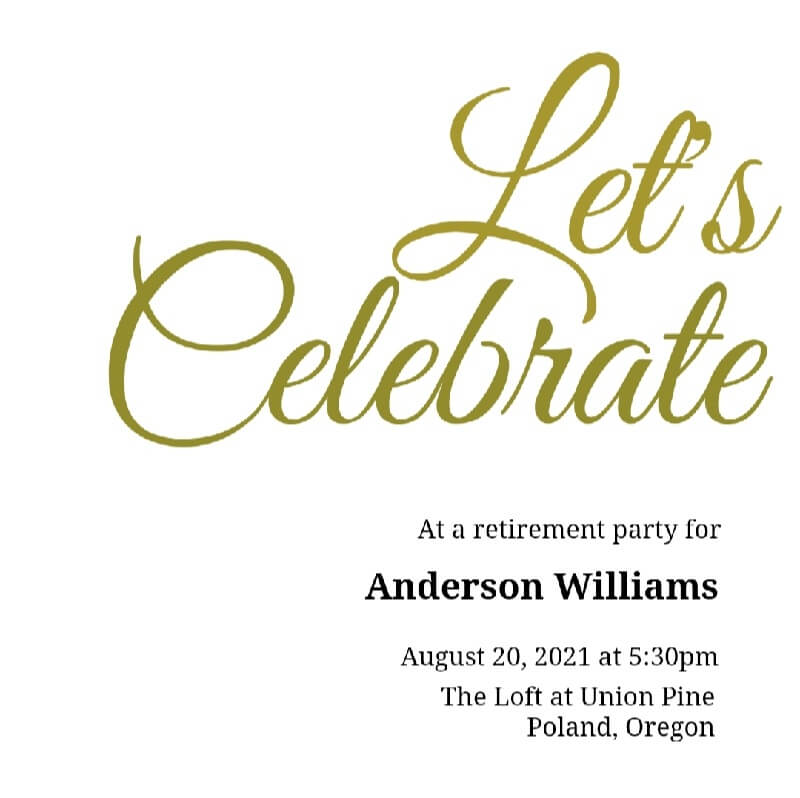 Let's
Celebrate
At a retirement party for
Anderson Williams
August 20, 2021 at 5:30pm
The Loft at Union Pine
Poland, Oregon